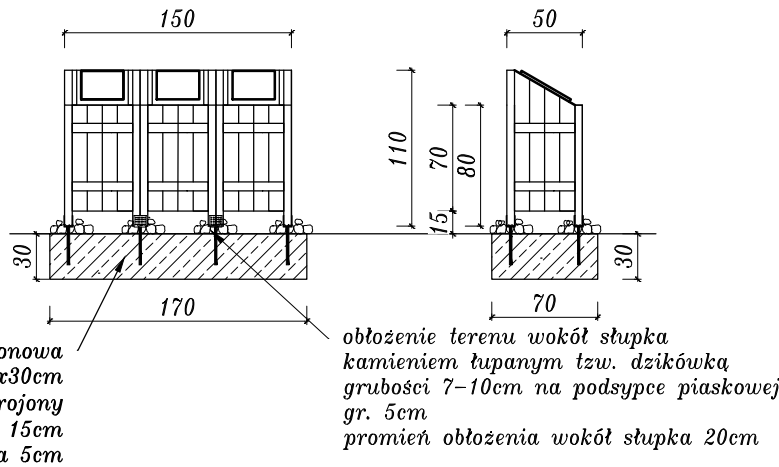 150
50
110
70
80
15
30
30
170
70
onowa
x30cm
rojony
15cm
a 5cm
obłożenie terenu wokół słupka
kamieniem łupanym tzw. dzikówką
grubości 7-10cm na podsypce piaskowej
gr. 5cm
promień obłożenia wokół słupka 20cm